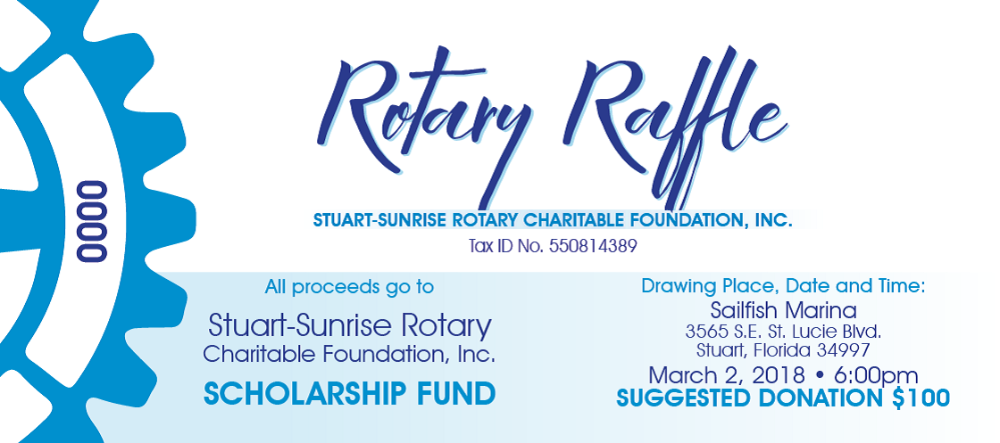 0000
Rotary Raffle
STUART-SUNRISE ROTARY CHARITABLE FOUNDATION, INC.
Tax ID No. 550814389
All proceeds go to
Stuart-Sunrise Rotary
Charitable Foundation, Inc.
SCHOLARSHIP FUND
Drawing Place, Date and Time:
Sailfish Marina
3565 S.E. St. Lucie Blvd.
Stuart, Florida 34997
March 2, 2018 • 6:00pm
SUGGESTED DONATION $100